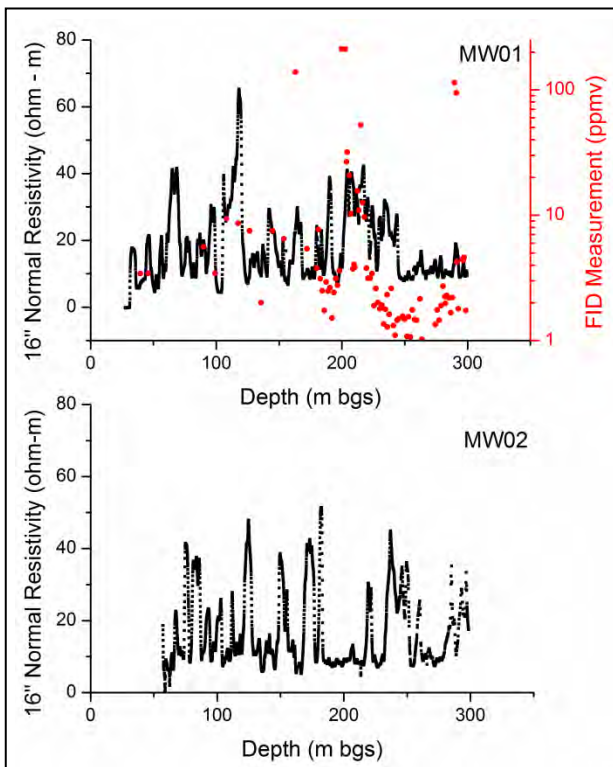 80
60
40
20
0
16" Normal Resistivity (ohm - m)
MW01
100
10
1
FID Measurement (ppmv)
0 100 200 300
Depth (m bgs)
80
60
40
20
0
16" Normal Resistivity (ohm-m)
MW02
0 100 200 300
Depth (m bgs)